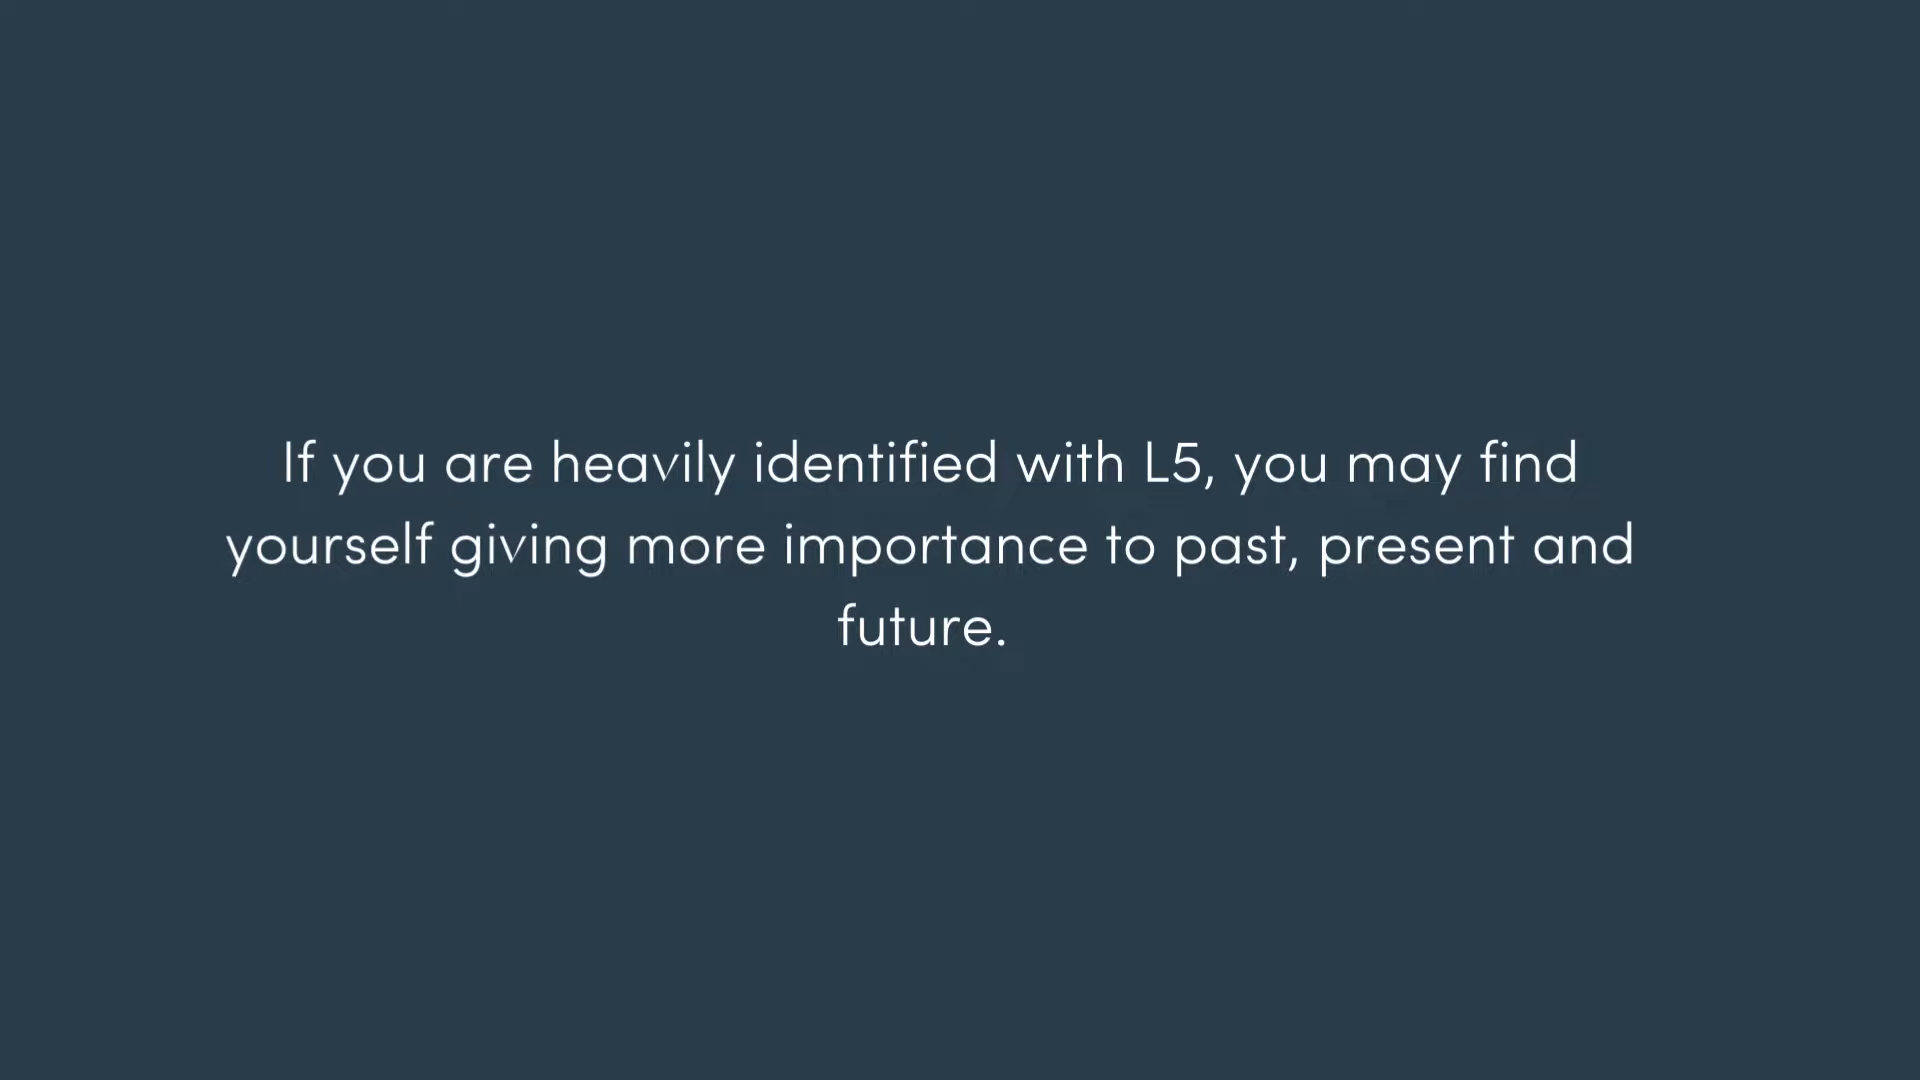 If you are heavily identified with L5, you may find
yourself giving more importance to past, present and
future.